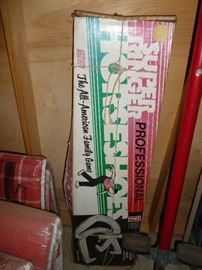 SUPER
RINGER
PROFESSIONAL
HORSESHOES
The All-American Family Game